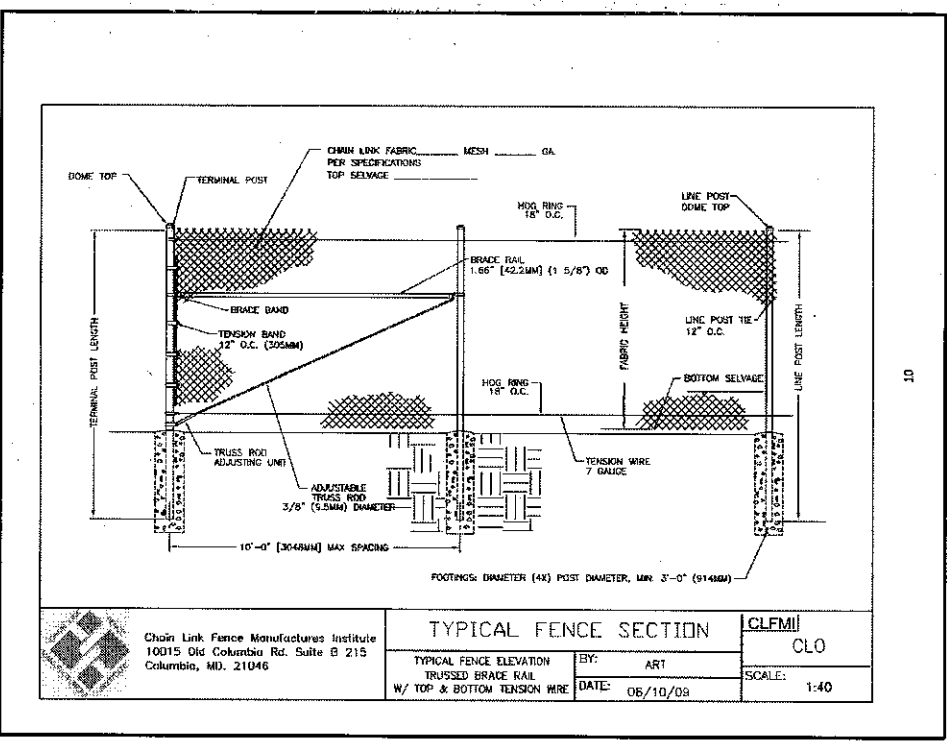 CHAIN LINK FABRIC______ MESH ______ GA.
PER SPECIFICATIONS
TOP SELVAGE ____________
DOME TOP
TERMINAL POST
HOG RING
18" O.C.
LINE POST
DOME TOP
BRACE RAIL
1.66" [42.2MM] (1 5/8") OD
BRACE BAND
TENSION BAND
12" O.C. (305MM)
LINE POST TIE
12" O.C.
TERMINAL POST LENGTH
FABRIC HEIGHT
LINE POST LENGTH
HOG RING
18" O.C.
BOTTOM SELVAGE
TRUSS ROD
ADJUSTING UNIT
TENSION WIRE
7 GAUGE
ADJUSTABLE
TRUSS ROD
3/8" (9.5MM) DIAMETER
10'-0" [3048MM] MAX SPACING
FOOTINGS: DIAMETER (4X) POST DIAMETER, MIN. 3'-0" (914MM)
10
Chain Link Fence Manufactures Institute
10015 Old Columbia Rd. Suite B 215
Columbia, MD. 21046
TYPICAL FENCE SECTION
TYPICAL FENCE ELEVATION
TRUSSED BRACE RAIL
W/ TOP & BOTTOM TENSION WIRE
BY: ART
DATE: 06/10/09
CLFMI
CLO
SCALE: 1:40